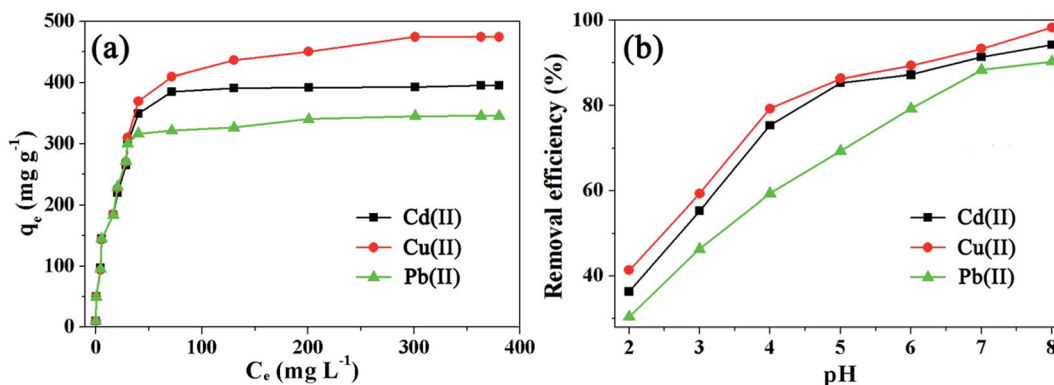 (a)
500
400
300
200
100
0
q_e (mg g^-1)
Cd(II)
Cu(II)
Pb(II)
0 100 200 300 400
C_e (mg L^-1)
(b)
100
80
60
40
Removal efficiency (%)
Cd(II)
Cu(II)
Pb(II)
2 3 4 5 6 7 8
pH